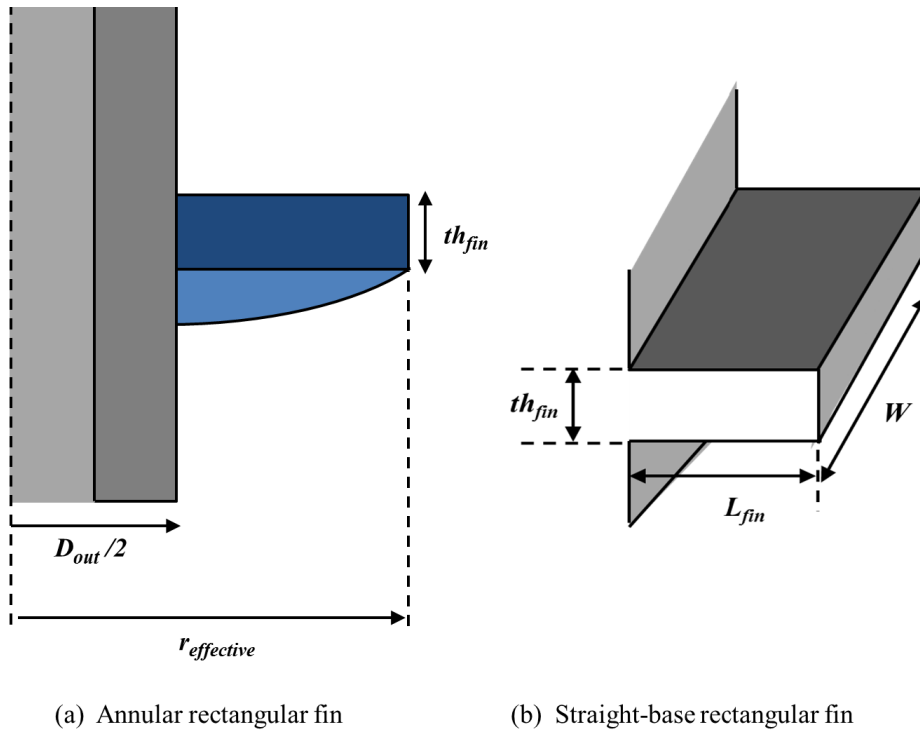 th_fin
D_out /2
r_effective
(a) Annular rectangular fin
th_fin
W
L_fin
(b) Straight-base rectangular fin